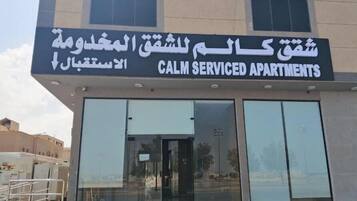 شقق كالم للشقق المخدومة
الاستقبال ↓
CALM SERVICED APARTMENTS